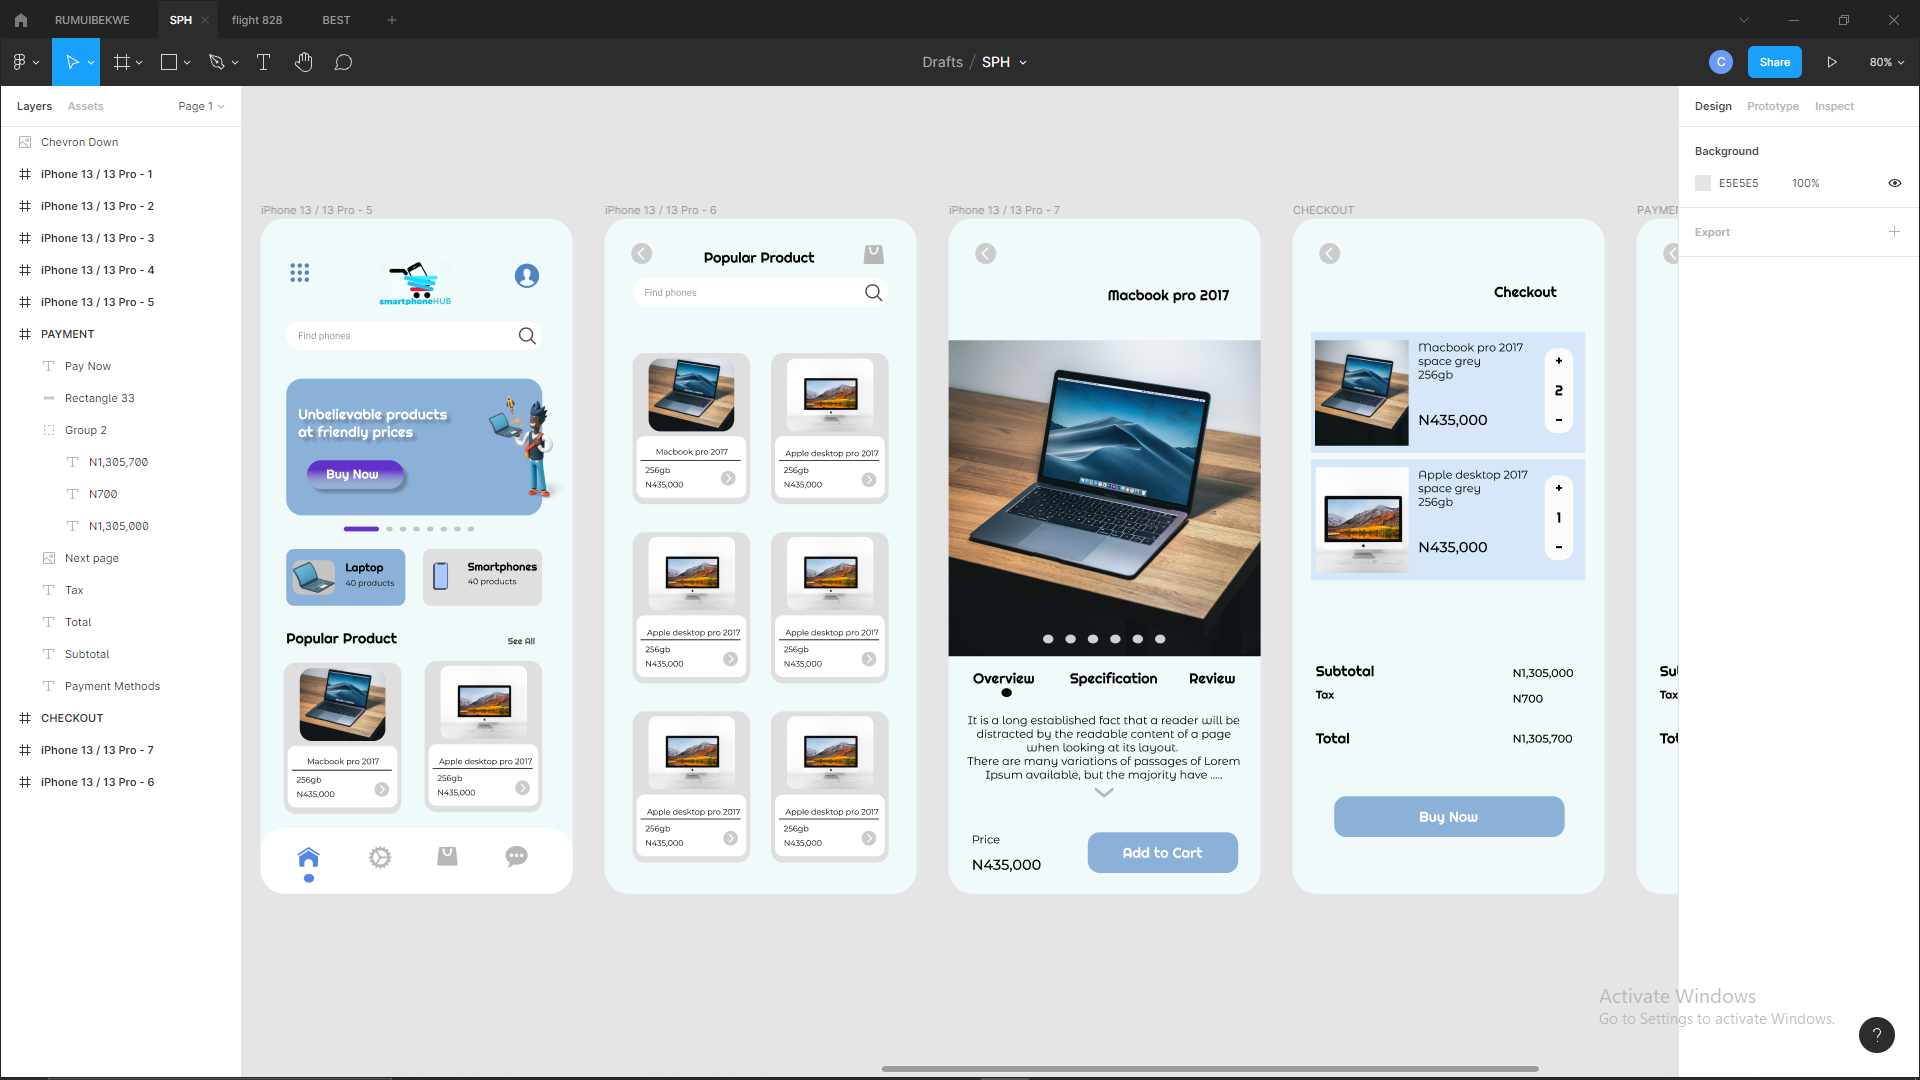 RUMUIBEKWE
SPH
flight 828
BEST
Drafts / SPH
C
Share
80%
Layers
Assets
Page 1
Chevron Down
iPhone 13 / 13 Pro - 1
iPhone 13 / 13 Pro - 2
iPhone 13 / 13 Pro - 3
iPhone 13 / 13 Pro - 4
iPhone 13 / 13 Pro - 5
PAYMENT
Pay Now
Rectangle 33
Group 2
N1,305,700
N700
N1,305,000
Next page
Tax
Total
Subtotal
Payment Methods
CHECKOUT
iPhone 13 / 13 Pro - 7
iPhone 13 / 13 Pro - 6
iPhone 13 / 13 Pro - 5
smartphoneHUB
Find phones
Unbelievable products
at friendly prices
Buy Now
Laptop
40 products
Smartphones
40 products
Popular Product
See All
Macbook pro 2017
256gb
N435,000
Apple desktop pro 2017
256gb
N435,000
iPhone 13 / 13 Pro - 6
Popular Product
Find phones
Macbook pro 2017
256gb
N435,000
Apple desktop pro 2017
256gb
N435,000
Apple desktop pro 2017
256gb
N435,000
Apple desktop pro 2017
256gb
N435,000
Apple desktop pro 2017
256gb
N435,000
Apple desktop pro 2017
256gb
N435,000
iPhone 13 / 13 Pro - 7
Macbook pro 2017
Overview
Specification
Review
It is a long established fact that a reader will be
distracted by the readable content of a page
when looking at its layout.
There are many variations of passages of Lorem
Ipsum available, but the majority have .....
Price
N435,000
Add to Cart
CHECKOUT
Checkout
Macbook pro 2017
space grey
256gb
N435,000
+
2
-
Apple desktop 2017
space grey
256gb
N435,000
+
1
-
Subtotal
N1,305,000
Tax
N700
Total
N1,305,700
Buy Now
PAYMEN
Su
Tax
Tot
Design
Prototype
Inspect
Background
E5E5E5
100%
Export
Activate Windows
Go to Settings to activate Windows.
?